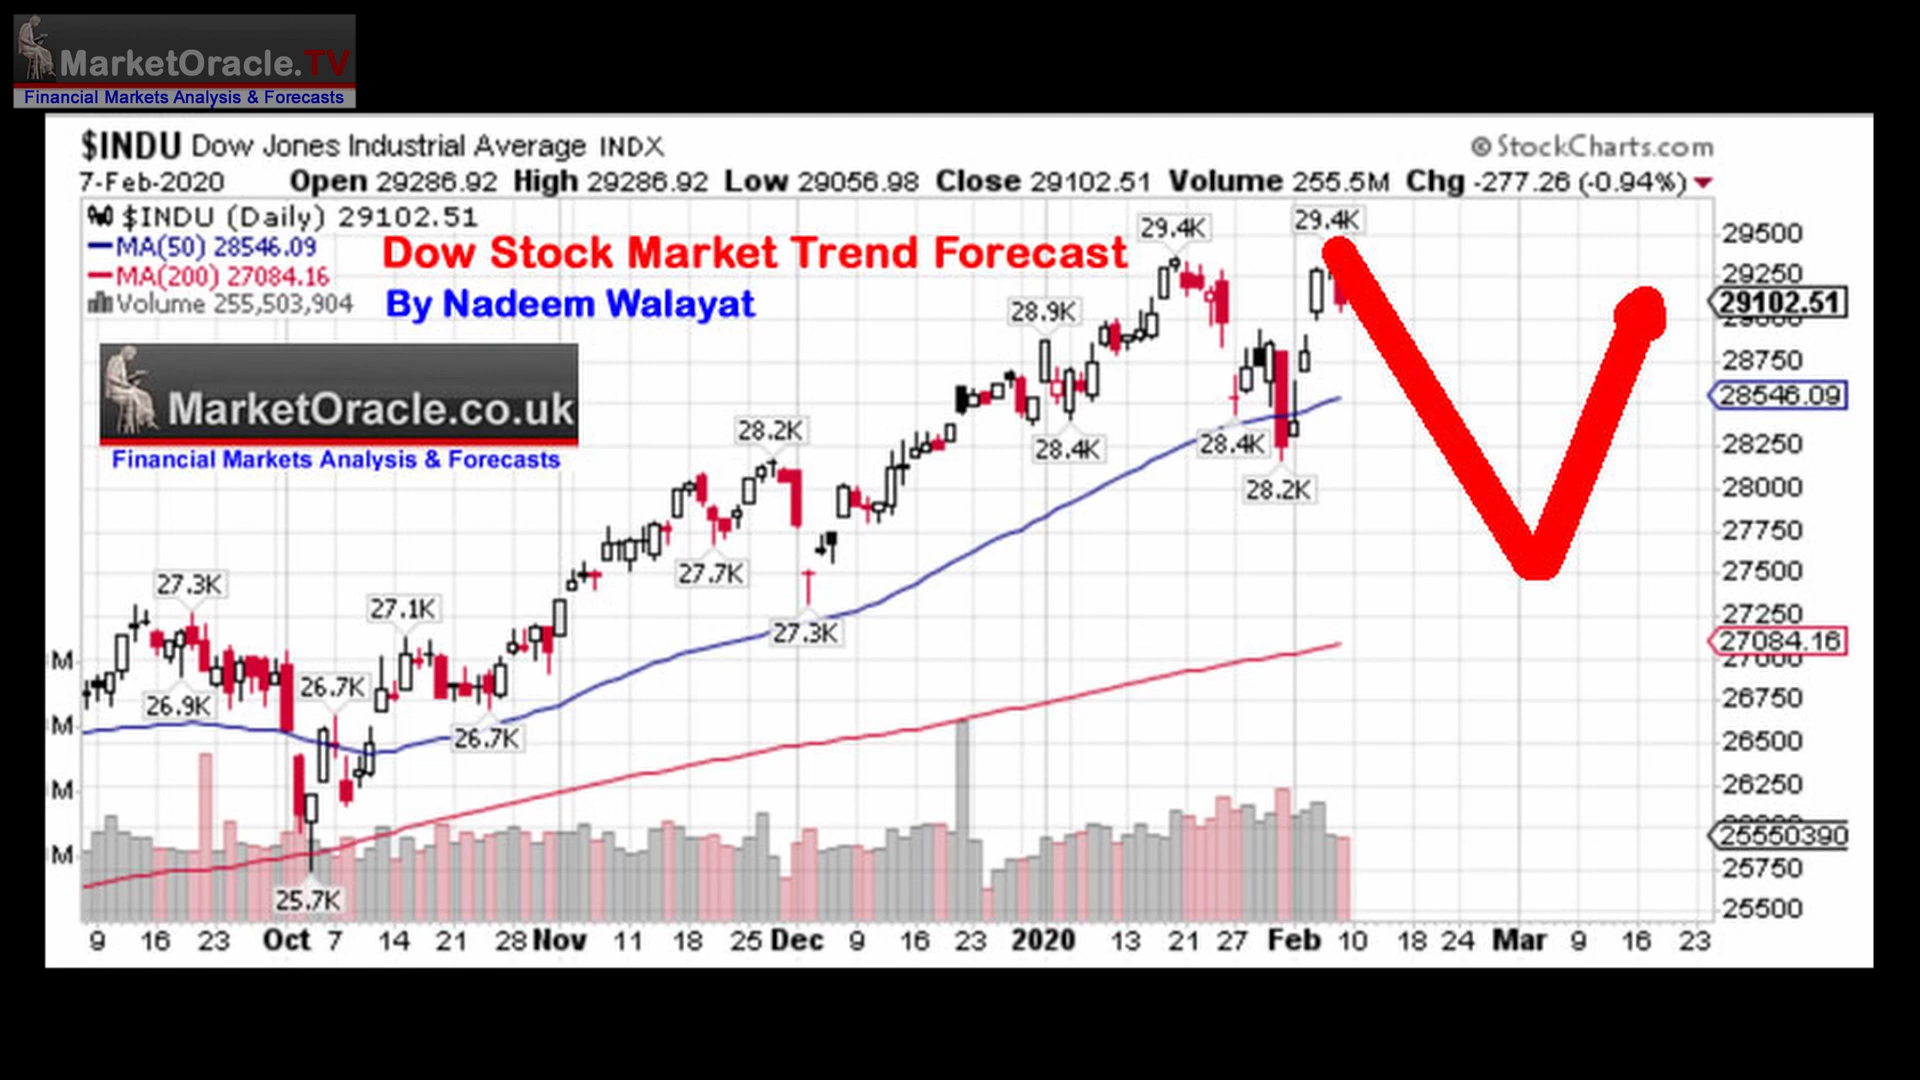 MarketOracle.TV
Financial Markets Analysis & Forecasts
$INDU Dow Jones Industrial Average INDX
© StockCharts.com
7-Feb-2020 Open 29286.92 High 29286.92 Low 29056.98 Close 29102.51 Volume 255.5M Chg -277.26 (-0.94%)
$INDU (Daily) 29102.51
MA(50) 28546.09
MA(200) 27084.16
Volume 255,503,904
Dow Stock Market Trend Forecast
By Nadeem Walayat
MarketOracle.co.uk
Financial Markets Analysis & Forecasts
27.3K
26.9K
25.7K
26.7K
27.1K
26.7K
27.7K
28.2K
27.3K
28.9K
28.4K
29.4K
28.4K
28.2K
29.4K
29500
29250
29102.51
29000
28750
28546.09
28250
28000
27750
27500
27250
27084.16
27000
26750
26500
26250
25550390
25750
25500
M
M
M
M
9 16 23 Oct 7 14 21 28 Nov 11 18 25 Dec 9 16 23 2020 13 21 27 Feb 10 18 24 Mar 9 16 23